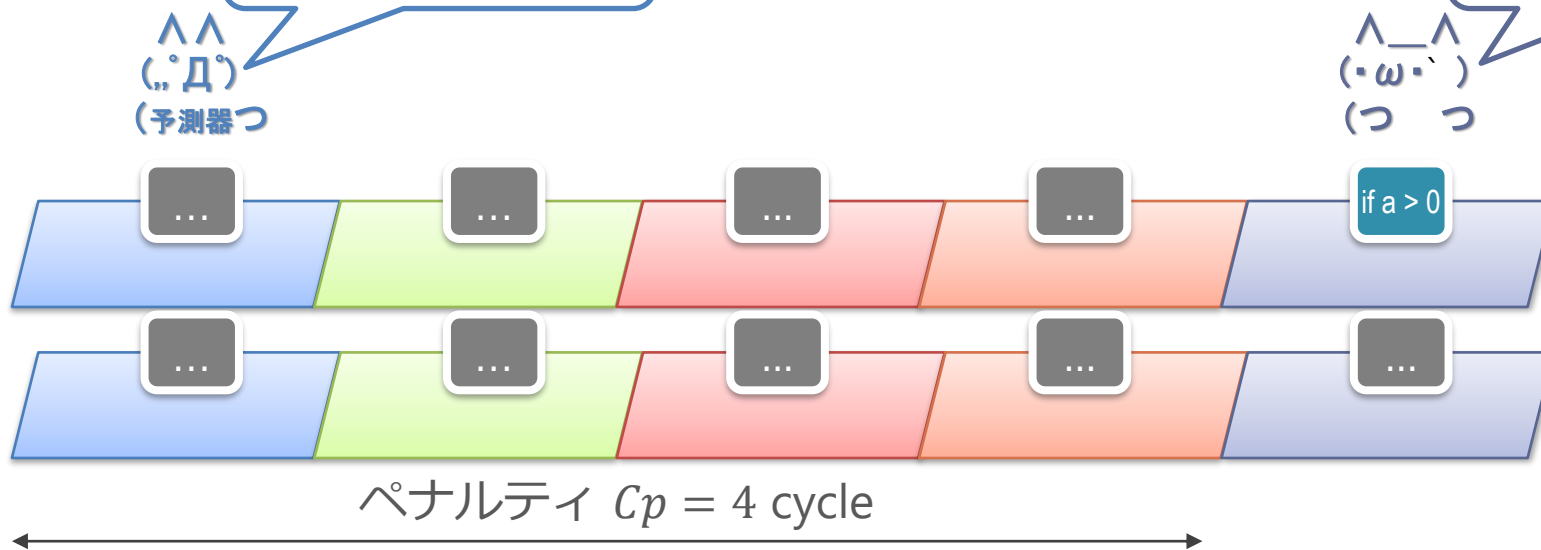 ∧ ∧
(,,ﾟДﾟ)
(予測器つ
∧＿∧
(・ω・` )
(つ　つ
... ... ... ... if a > 0
... ... ... ... ...
ペナルティ Cp = 4 cycle